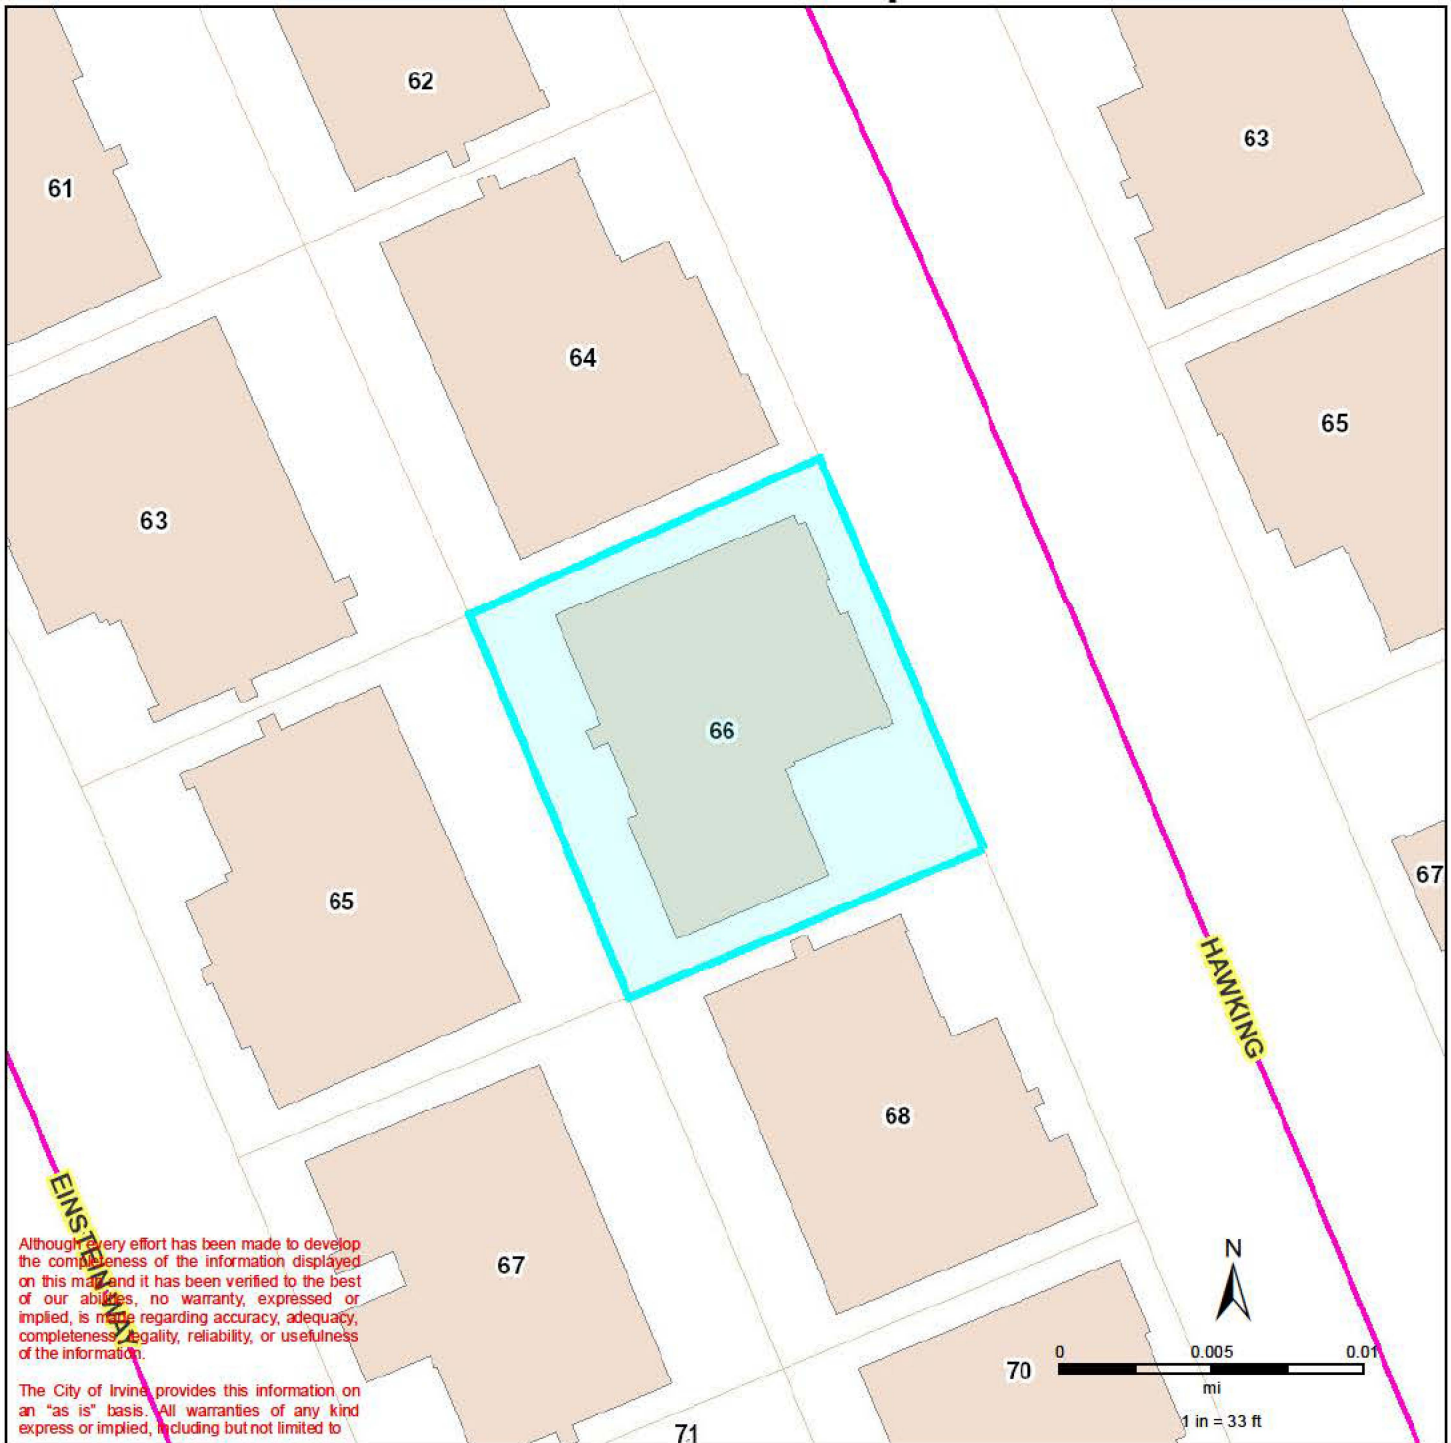 62
61
63
64
63
65
66
65
67
HAWKING
68
EINSTEIN WAY
67
N
0 0.005 0.01
mi
1 in = 33 ft
70
71
Although every effort has been made to develop
the completeness of the information displayed
on this map and it has been verified to the best
of our abilities, no warranty, expressed or
implied, is made regarding accuracy, adequacy,
completeness, legality, reliability, or usefulness
of the information.
The City of Irvine provides this information on
an "as is" basis. All warranties of any kind
express or implied, including but not limited to